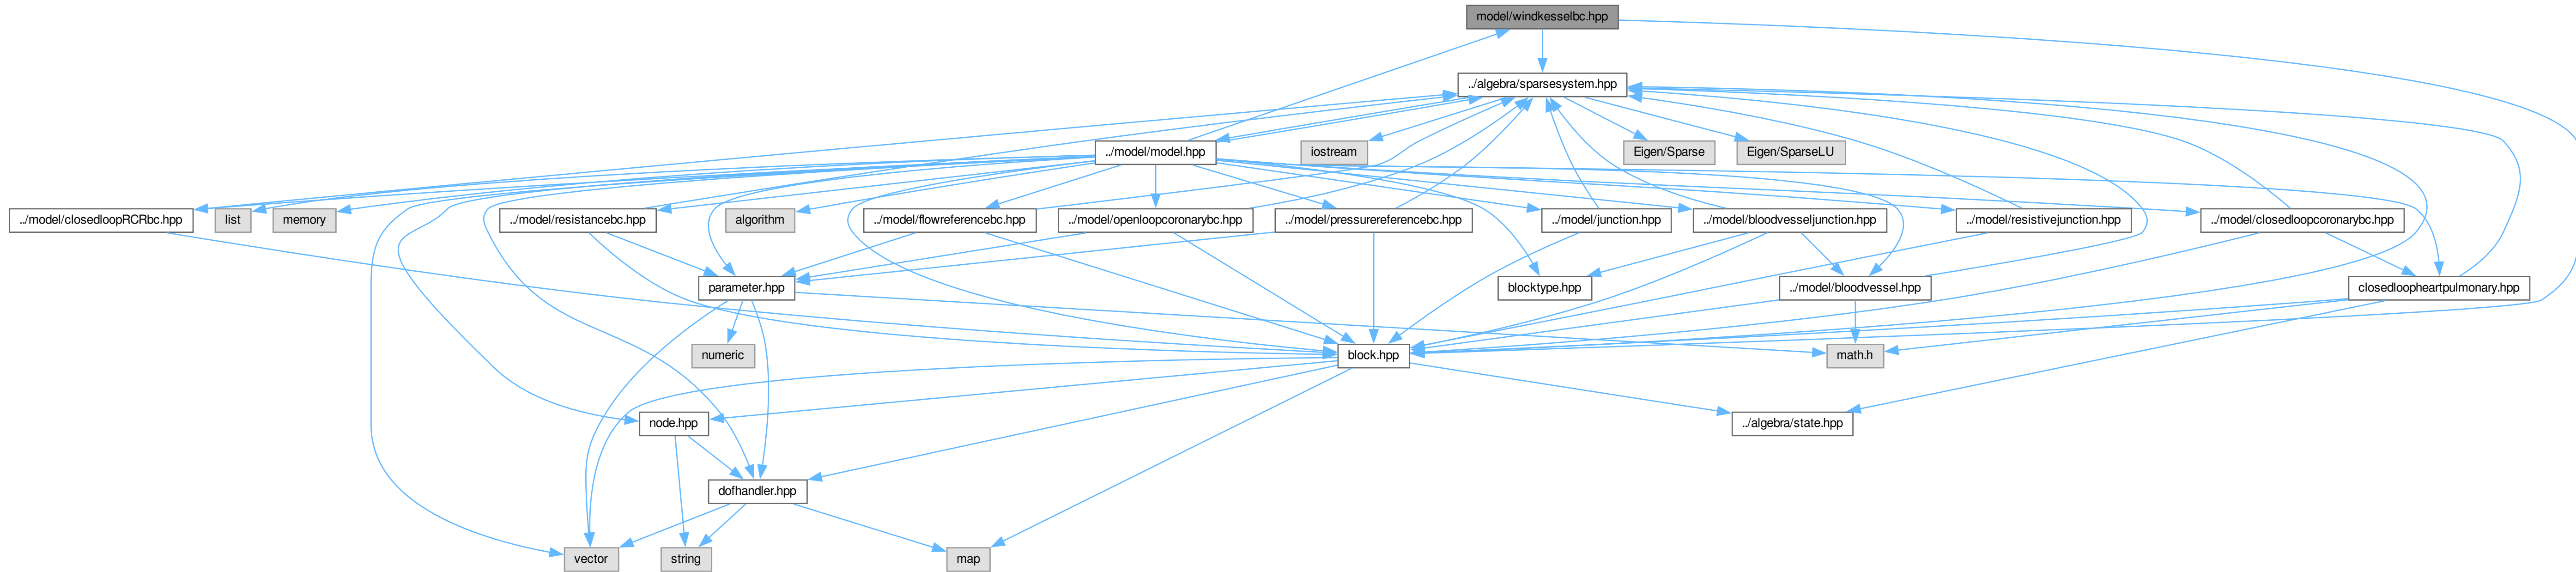 model/windkesselbc.hpp
../algebra/sparsesystem.hpp
../model/model.hpp
iostream
Eigen/Sparse
Eigen/SparseLU
../model/closedloopRCRbc.hpp
list
memory
../model/resistancebc.hpp
algorithm
../model/flowreferencebc.hpp
../model/openloopcoronarybc.hpp
../model/pressurereferencebc.hpp
../model/junction.hpp
../model/bloodvesseljunction.hpp
../model/resistivejunction.hpp
../model/closedloopcoronarybc.hpp
parameter.hpp
blocktype.hpp
../model/bloodvessel.hpp
closedloopheartpulmonary.hpp
numeric
block.hpp
math.h
node.hpp
../algebra/state.hpp
dofhandler.hpp
vector
string
map